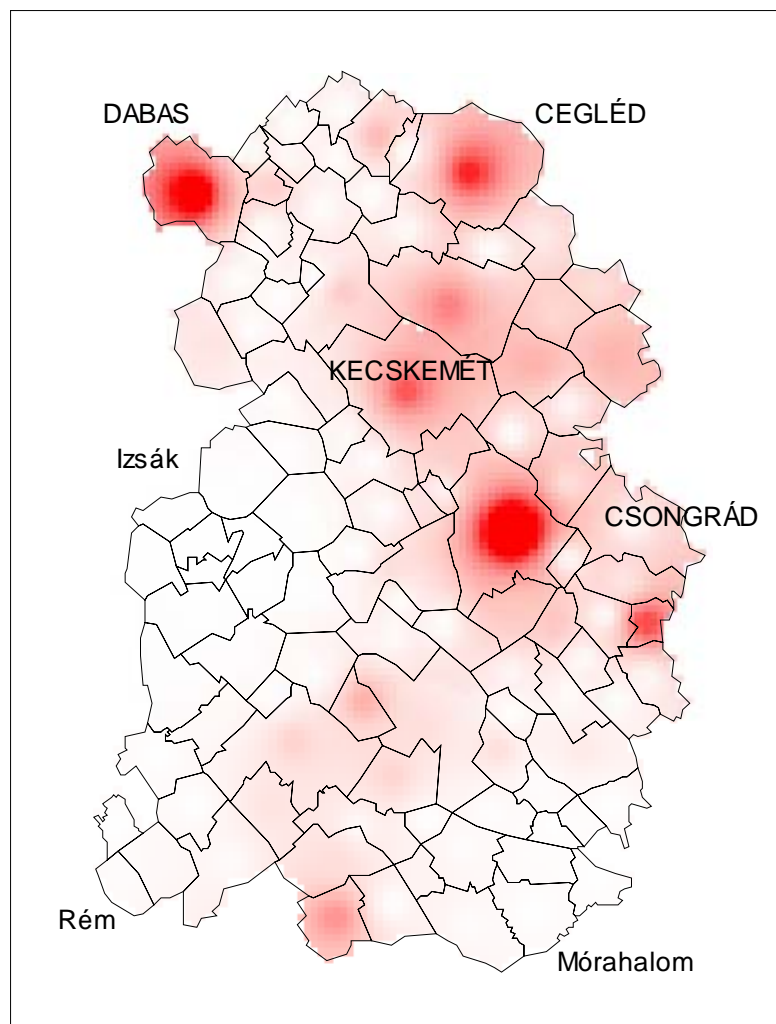 DABAS
CEGLÉD
KECSKEMÉT
Izsák
CSONGRÁD
Rém
Mórahalom